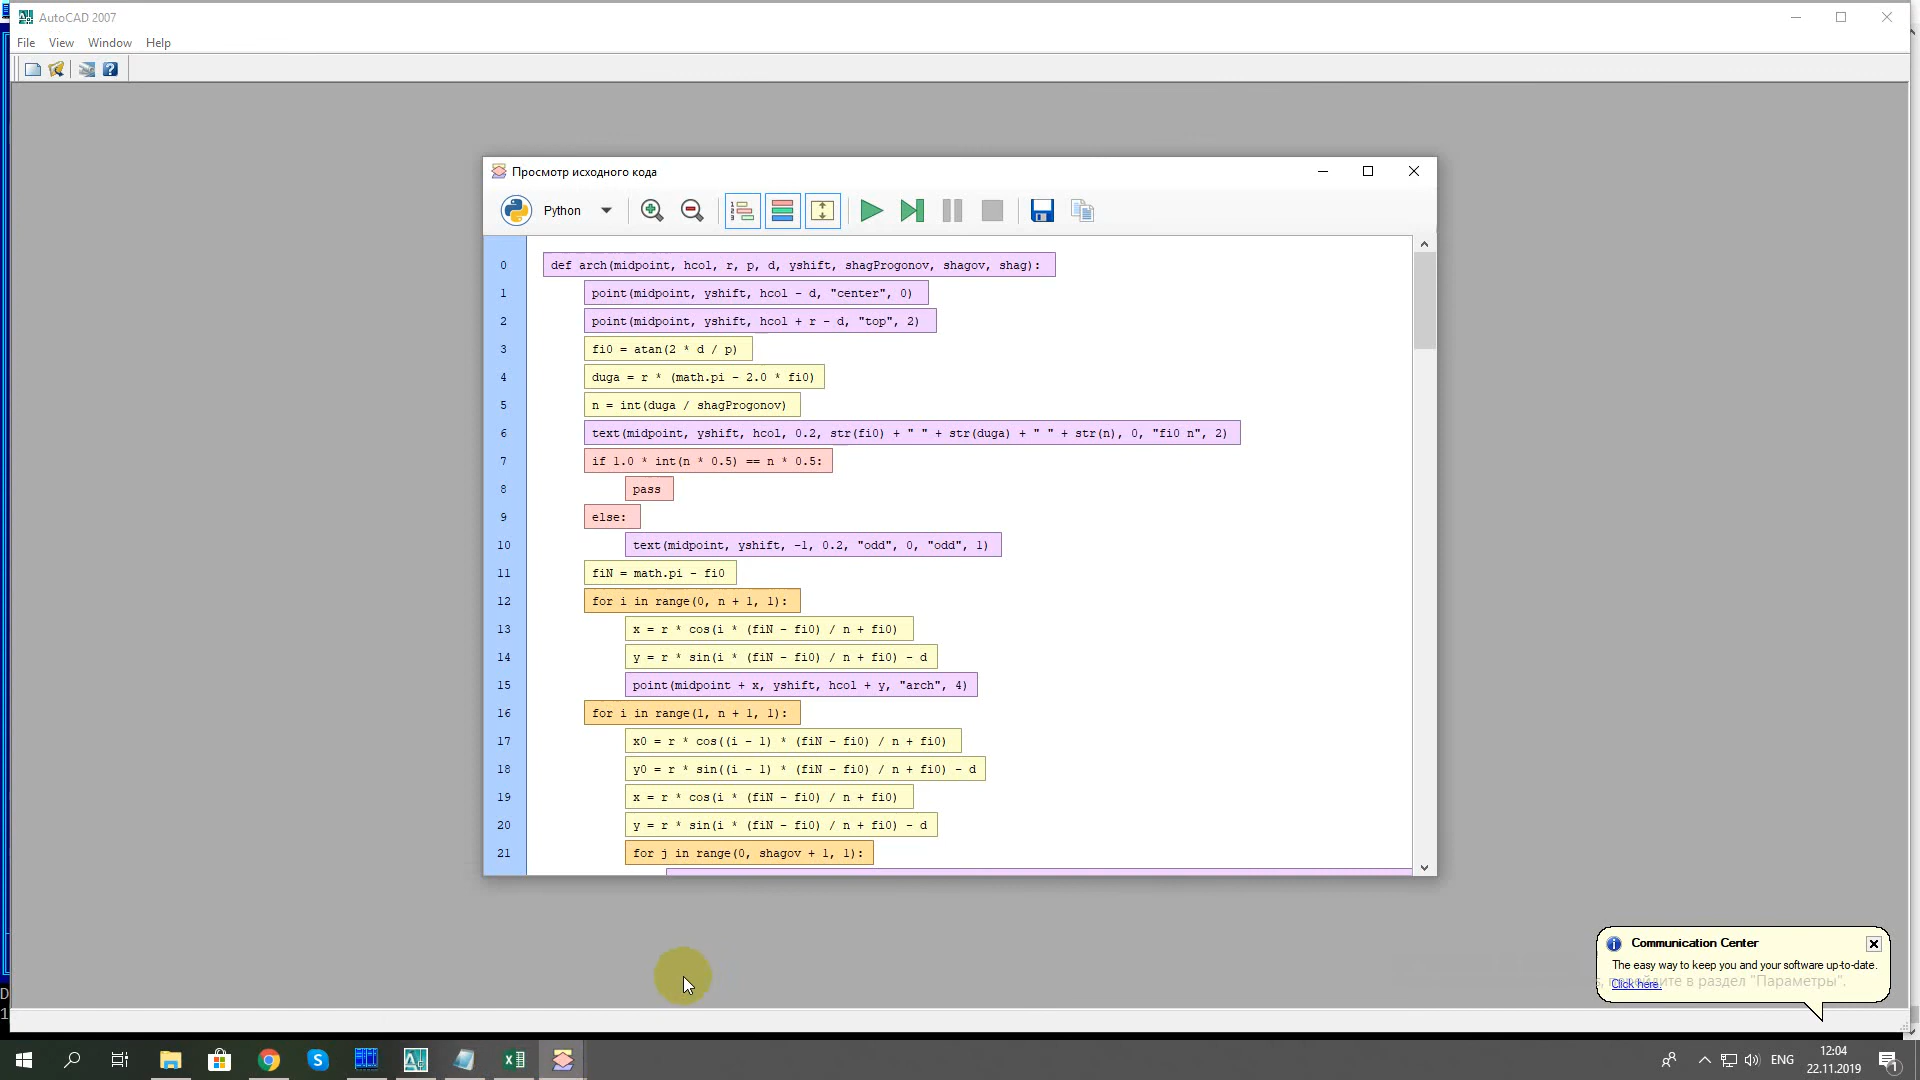 AutoCAD 2007
File View Window Help
Просмотр исходного кода
Python
0 def arch(midpoint, hcol, r, p, d, yshift, shagProgonov, shagov, shag):
1 point(midpoint, yshift, hcol - d, "center", 0)
2 point(midpoint, yshift, hcol + r - d, "top", 2)
3 fi0 = atan(2 * d / p)
4 duga = r * (math.pi - 2.0 * fi0)
5 n = int(duga / shagProgonov)
6 text(midpoint, yshift, hcol, 0.2, str(fi0) + " " + str(duga) + " " + str(n), 0, "fi0 n", 2)
7 if 1.0 * int(n * 0.5) == n * 0.5:
8 pass
9 else:
10 text(midpoint, yshift, -1, 0.2, "odd", 0, "odd", 1)
11 fiN = math.pi - fi0
12 for i in range(0, n + 1, 1):
13 x = r * cos(i * (fiN - fi0) / n + fi0)
14 y = r * sin(i * (fiN - fi0) / n + fi0) - d
15 point(midpoint + x, yshift, hcol + y, "arch", 4)
16 for i in range(1, n + 1, 1):
17 x0 = r * cos((i - 1) * (fiN - fi0) / n + fi0)
18 y0 = r * sin((i - 1) * (fiN - fi0) / n + fi0) - d
19 x = r * cos(i * (fiN - fi0) / n + fi0)
20 y = r * sin(i * (fiN - fi0) / n + fi0) - d
21 for j in range(0, shagov + 1, 1):
Communication Center
The easy way to keep you and your software up-to-date.
Click here.
перейдите в раздел "Параметры".
ENG
12:04
22.11.2019